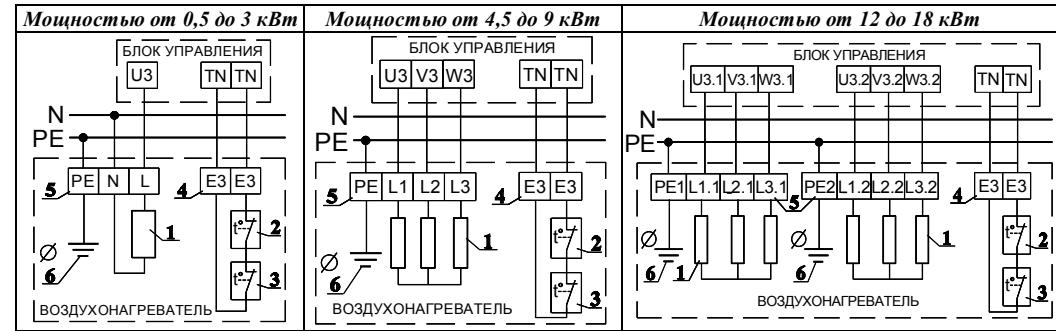 Мощностью от 0,5 до 3 кВт
БЛОК УПРАВЛЕНИЯ
U3 TN TN
N
PE
5 PE N L 4 E3 E3
1 2
6 3
ВОЗДУХОНАГРЕВАТЕЛЬ
Мощностью от 4,5 до 9 кВт
БЛОК УПРАВЛЕНИЯ
U3 V3 W3 TN TN
N
PE
5 PE L1 L2 L3 4 E3 E3
1 2
6 3
ВОЗДУХОНАГРЕВАТЕЛЬ
Мощностью от 12 до 18 кВт
БЛОК УПРАВЛЕНИЯ
U3.1 V3.1 W3.1 U3.2 V3.2 W3.2 TN TN
N
PE
PE1 L1.1 L2.1 L3.1 5 PE2 L1.2 L2.2 L3.2 4 E3 E3
2
6 1 6 1 3
ВОЗДУХОНАГРЕВАТЕЛЬ